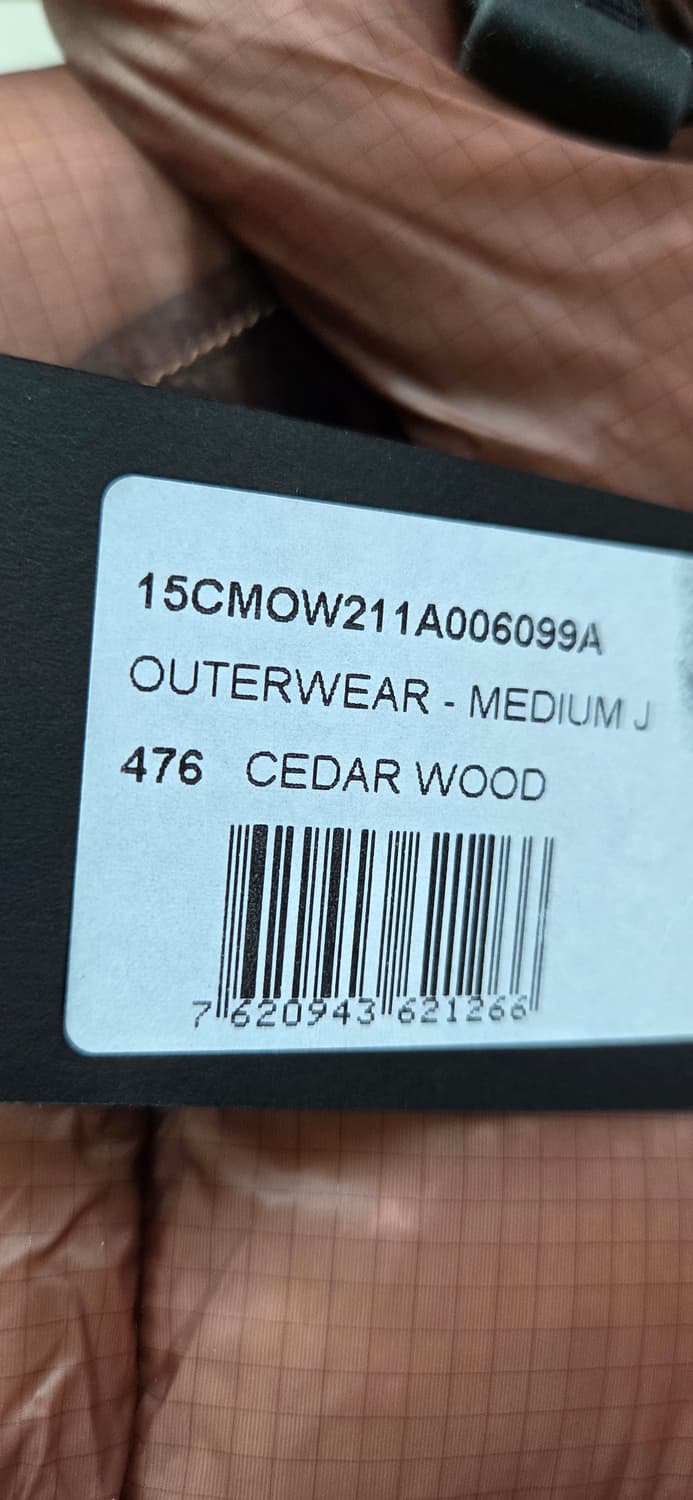 15CMOW211A006099A
OUTERWEAR - MEDIUM J
476 CEDAR WOOD
7 620943 621266